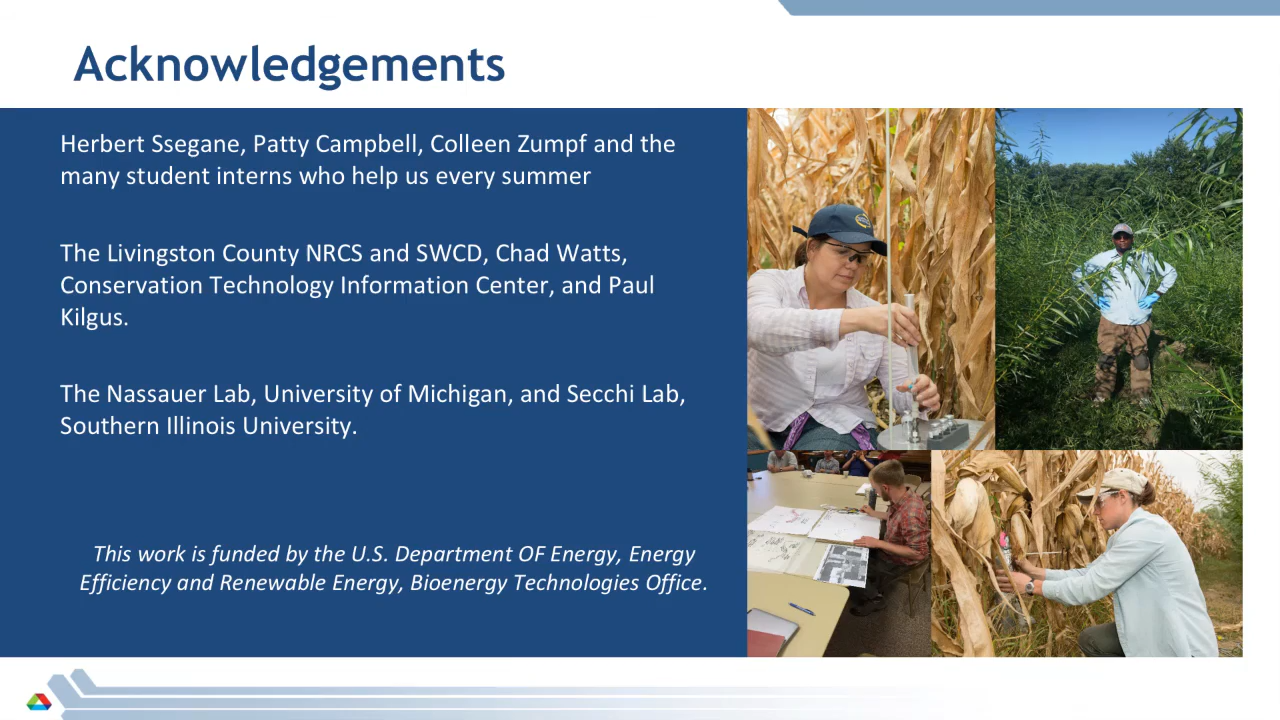 Acknowledgements
Herbert Ssegane, Patty Campbell, Colleen Zumpf and the
many student interns who help us every summer
The Livingston County NRCS and SWCD, Chad Watts,
Conservation Technology Information Center, and Paul
Kilgus.
The Nassauer Lab, University of Michigan, and Secchi Lab,
Southern Illinois University.
This work is funded by the U.S. Department OF Energy, Energy
Efficiency and Renewable Energy, Bioenergy Technologies Office.